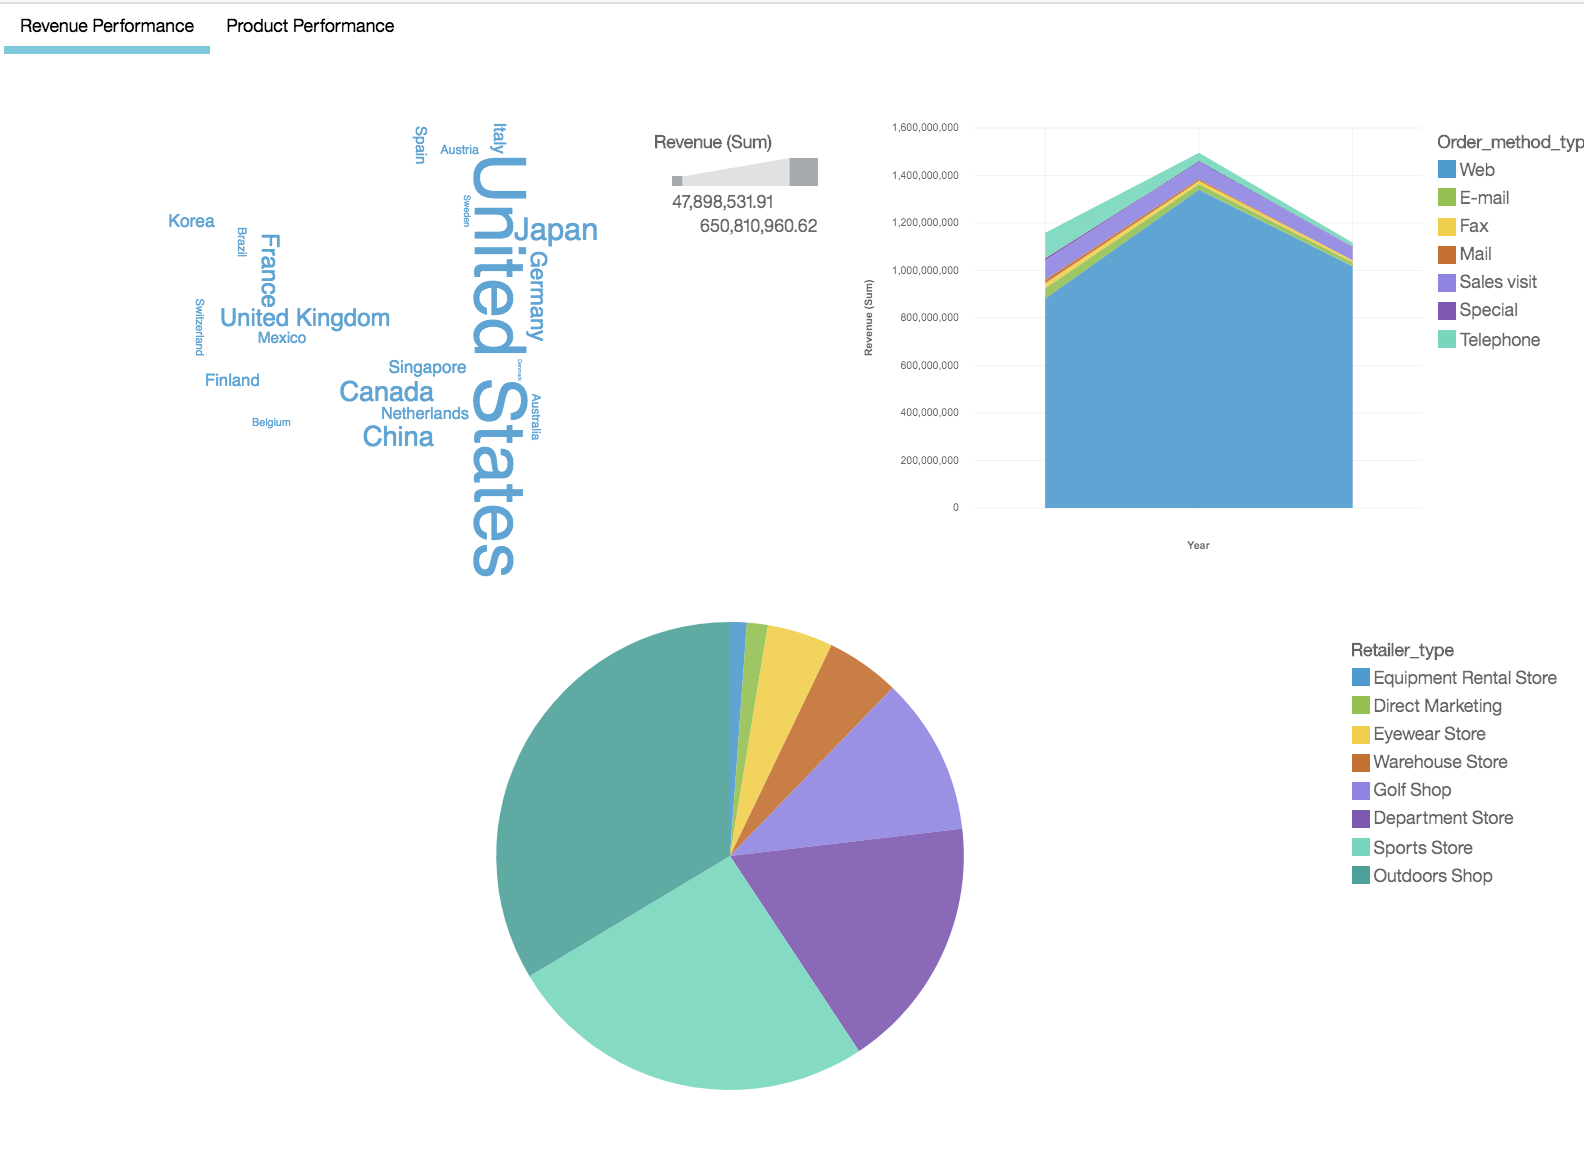 Revenue Performance
Product Performance
Spain
Austria
Italy
United States
Sweden
Japan
Korea
Brazil
France
Germany
Switzerland
United Kingdom
Mexico
Singapore
Denmark
Finland
Canada
Australia
Netherlands
Belgium
China
Revenue (Sum)
47,898,531.91
650,810,960.62
1,600,000,000
1,400,000,000
1,200,000,000
1,000,000,000
800,000,000
600,000,000
400,000,000
200,000,000
0
Revenue (Sum)
Year
Order_method_typ
Web
E-mail
Fax
Mail
Sales visit
Special
Telephone
Retailer_type
Equipment Rental Store
Direct Marketing
Eyewear Store
Warehouse Store
Golf Shop
Department Store
Sports Store
Outdoors Shop